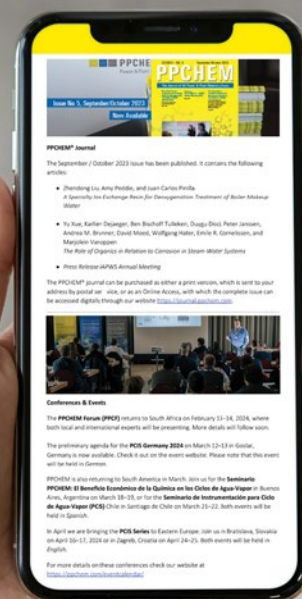 PPCHEM
PPCHEM
Issue No 5, September/October 2023
Now Available
PPCHEM® Journal
The September / October 2023 issue has been published. It contains the following
articles:
Zhendong Liu, Amy Peddie, and Juan Carlos Pinilla
A Specialty Ion Exchange Resin for Deoxygenation Treatment of Boiler Makeup
Water
Yu Xue, Karlien Dejaeger, Ben Bischoff Tulleken, Duygu Disci, Peter Janssen,
Andrea M. Brunner, David Moed, Wolfgang Hater, Emile R. Cornelissen, and
Marjolein Vanoppen
The Role of Organics in Relation to Corrosion in Steam-Water Systems
Press Release IAPWS Annual Meeting
The PPCHEM® journal can be purchased as either a print version, which is sent to your
address by postal ser vice, or as an Online Access, with which the complete issue can
be accessed digitally through our website https://journal.ppchem.com.
Conferences & Events
The PPCHEM Forum (PPCF) returns to South Africa on February 11–14, 2024, where
both local and international experts will be presenting. More details will follow soon.
The preliminary agenda for the PCIS Germany 2024 on March 12–13 in Goslar,
Germany is now available. Check it out on the event website. Please note that this event
will be held in German.
PPCHEM is also returning to South America in March. Join us for the Seminario
PPCHEM: El Beneficio Económico de la Química en los Ciclos de Agua-Vapor in Buenos
Aires, Argentina on March 18–19, or for the Seminario de Instrumentación para Ciclo
de Agua-Vapor (PCIS) Chile in Santiago de Chile on March 21–22. Both events will be
held in Spanish.
In April we are bringing the PCIS Series to Eastern Europe. Join us in Bratislava, Slovakia
on April 16–17, 2024 or in Zagreb, Croatia on April 24–25. Both events will be held in
English.
For more details on these conferences check our website at
https://ppchem.com/eventcalendar/